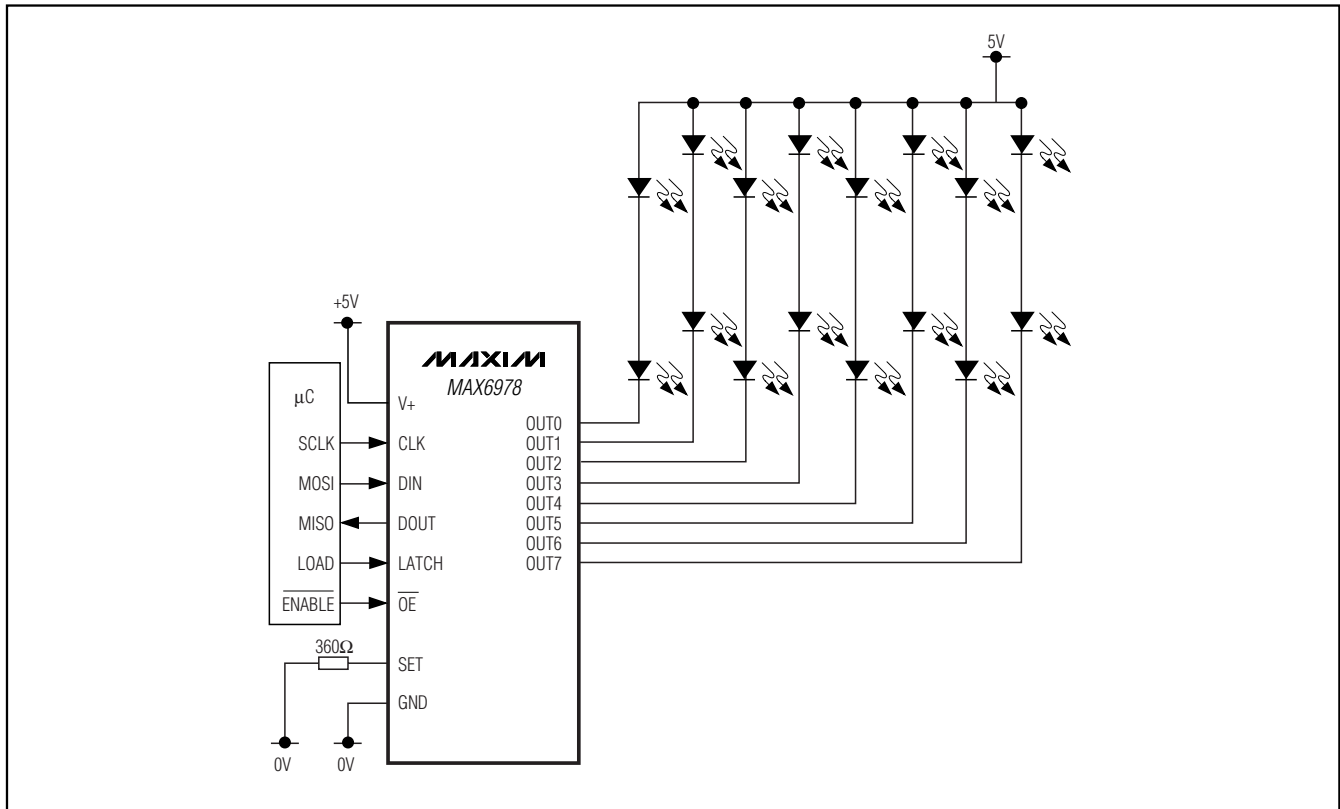 5V
+5V
MAXIM
MAX6978
μC
SCLK
MOSI
MISO
LOAD
ENABLE
V+
CLK
DIN
DOUT
LATCH
OE
SET
GND
OUT0
OUT1
OUT2
OUT3
OUT4
OUT5
OUT6
OUT7
360Ω
0V
0V